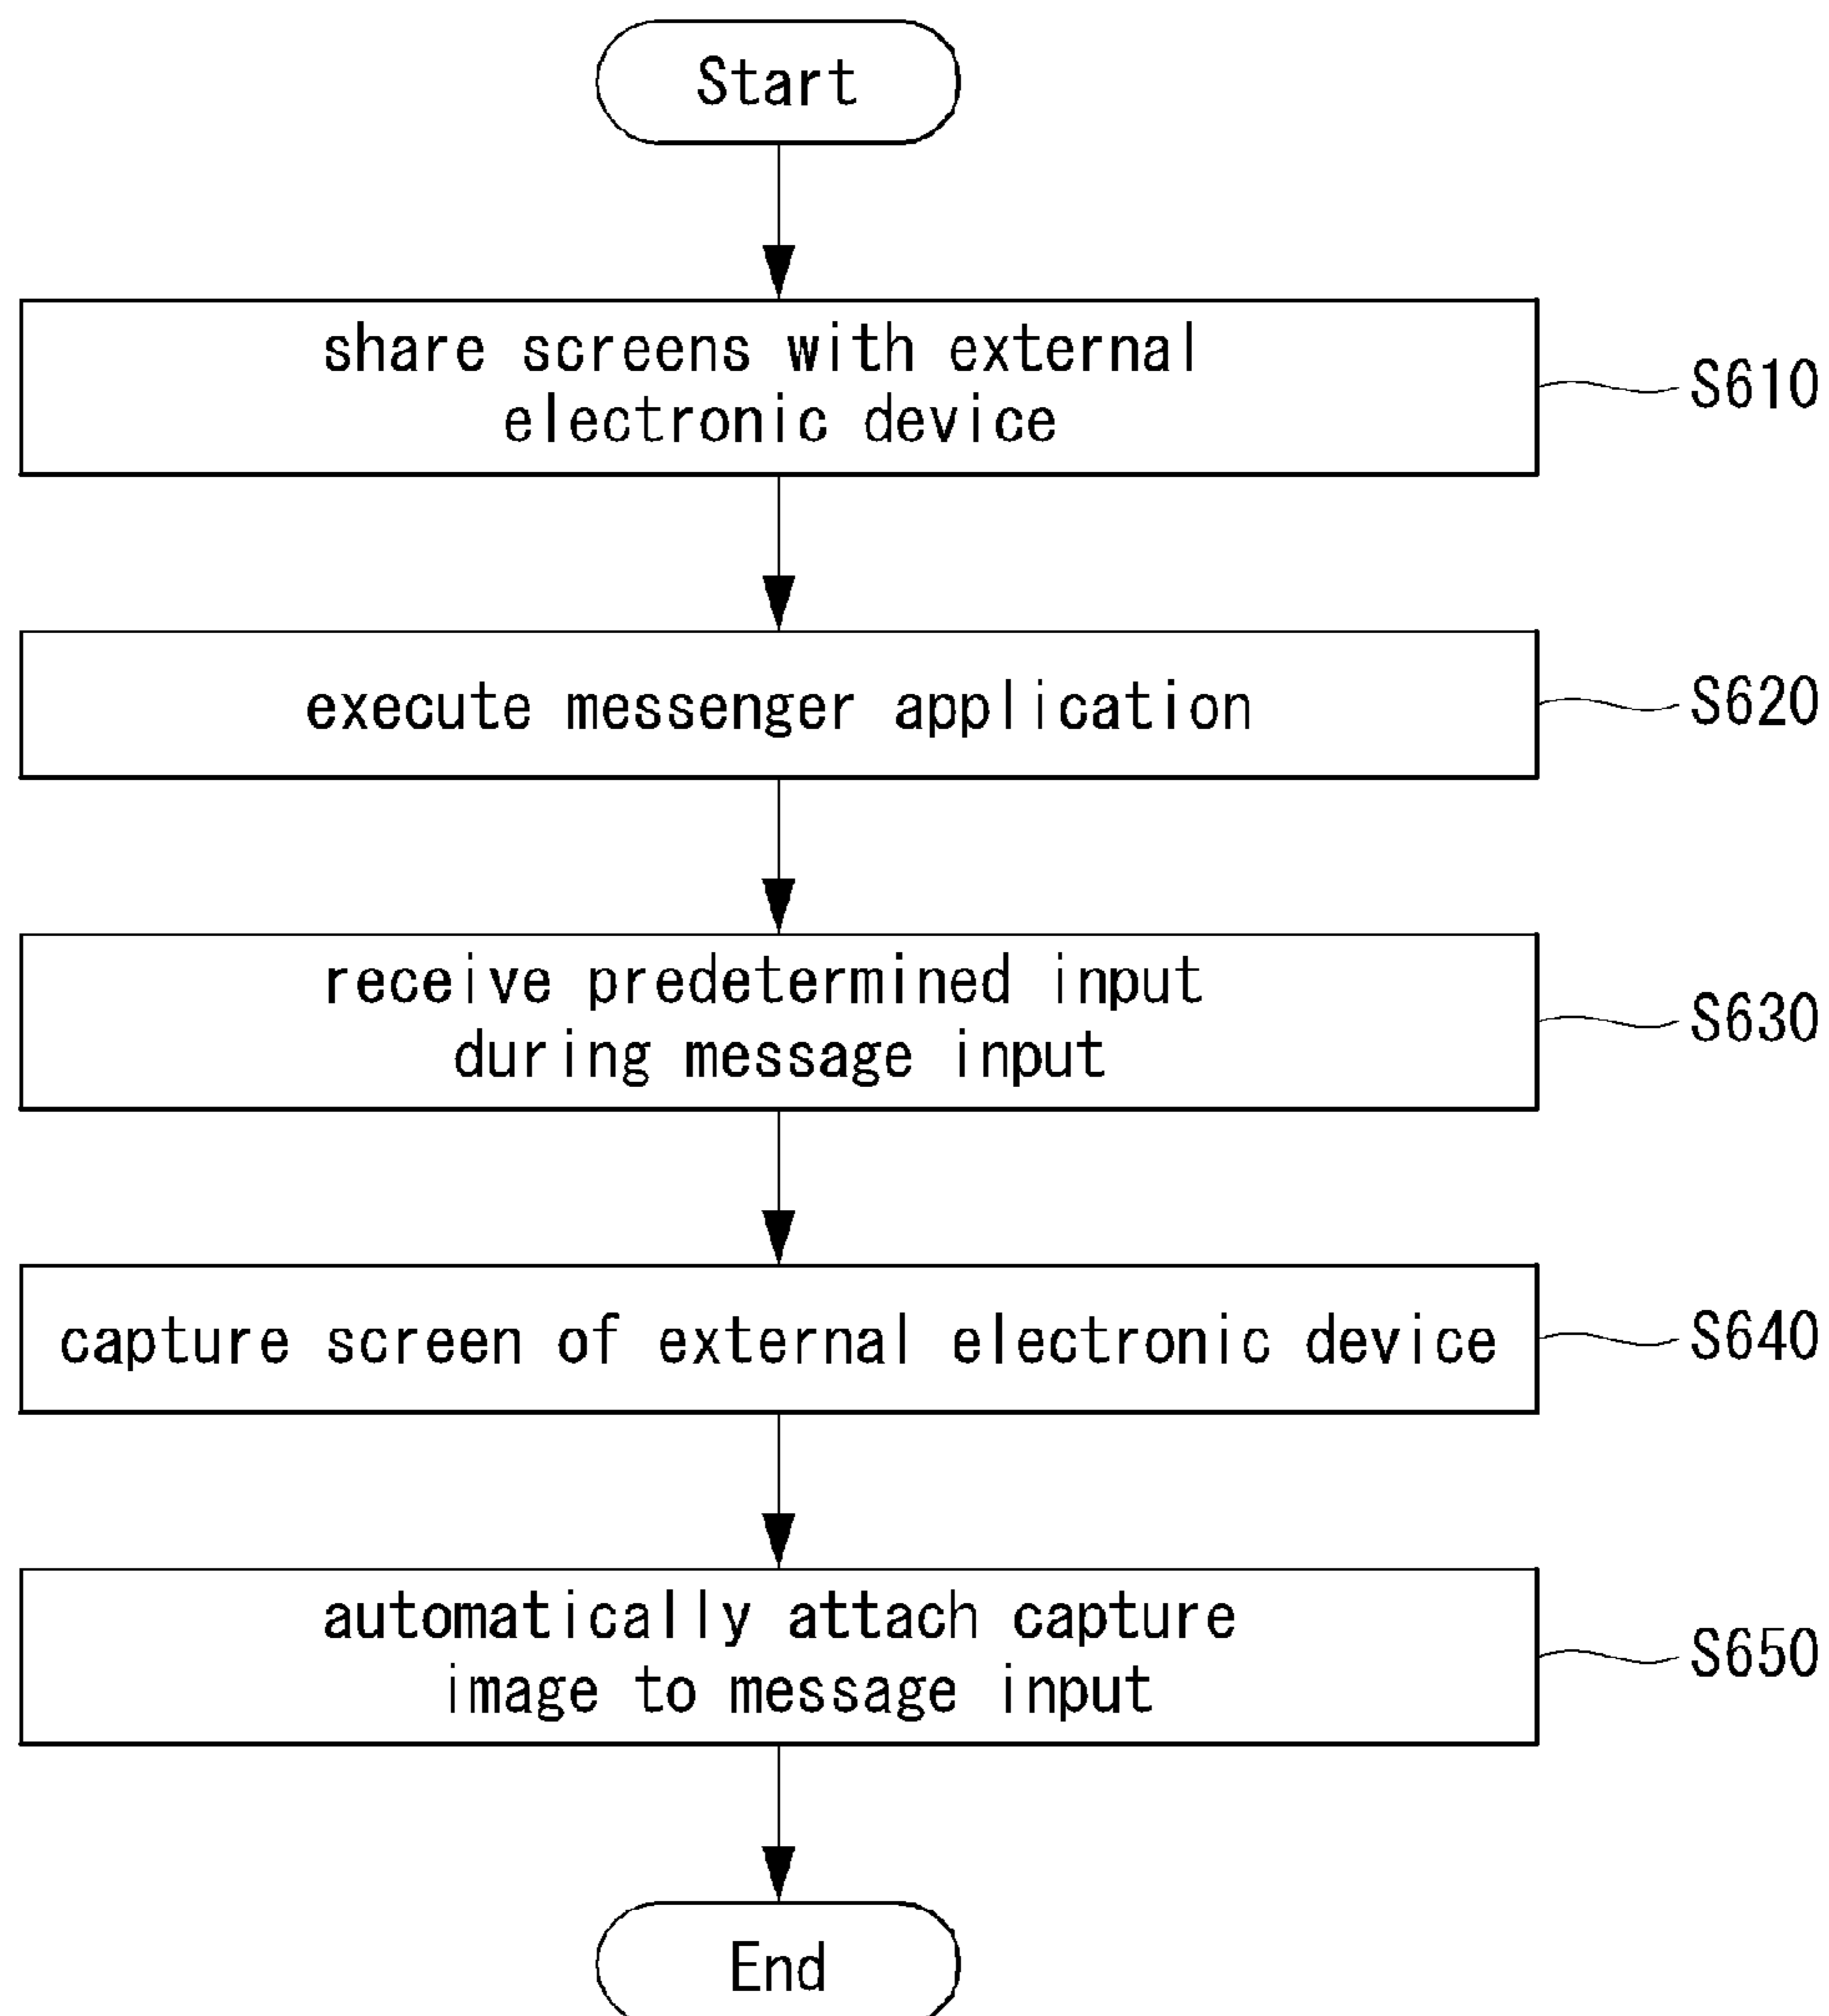 Start
share screens with external
electronic device
S610
execute messenger application
S620
receive predetermined input
during message input
S630
capture screen of external electronic device
S640
automatically attach capture
image to message input
S650
End